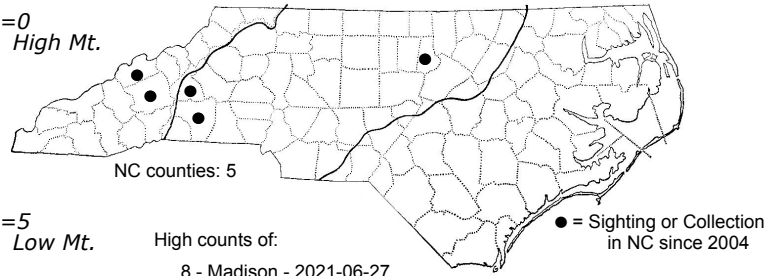 =0
High Mt.
NC counties: 5
=5
Low Mt.
High counts of:
8 - Madison - 2021-06-27
● = Sighting or Collection
in NC since 2004